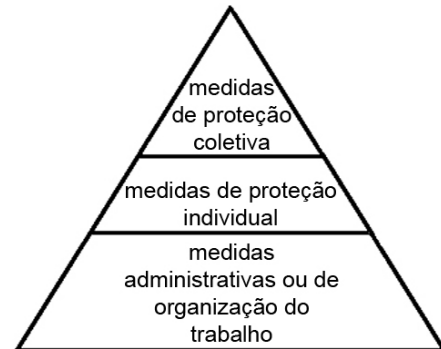 medidas
de proteção
coletiva
medidas de proteção
individual
medidas
administrativas ou de
organização do
trabalho